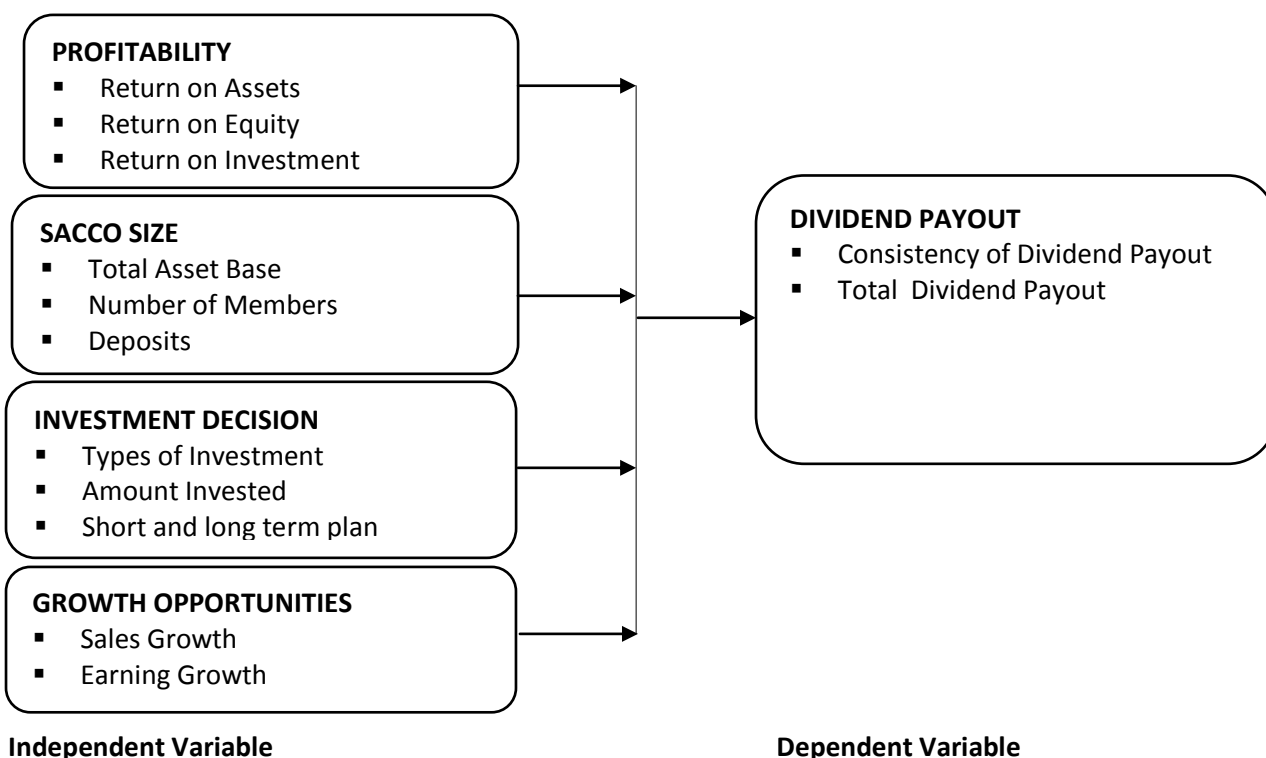 PROFITABILITY
▪ Return on Assets
▪ Return on Equity
▪ Return on Investment
SACCO SIZE
▪ Total Asset Base
▪ Number of Members
▪ Deposits
INVESTMENT DECISION
▪ Types of Investment
▪ Amount Invested
▪ Short and long term plan
GROWTH OPPORTUNITIES
▪ Sales Growth
▪ Earning Growth
Independent Variable
DIVIDEND PAYOUT
▪ Consistency of Dividend Payout
▪ Total Dividend Payout
Dependent Variable